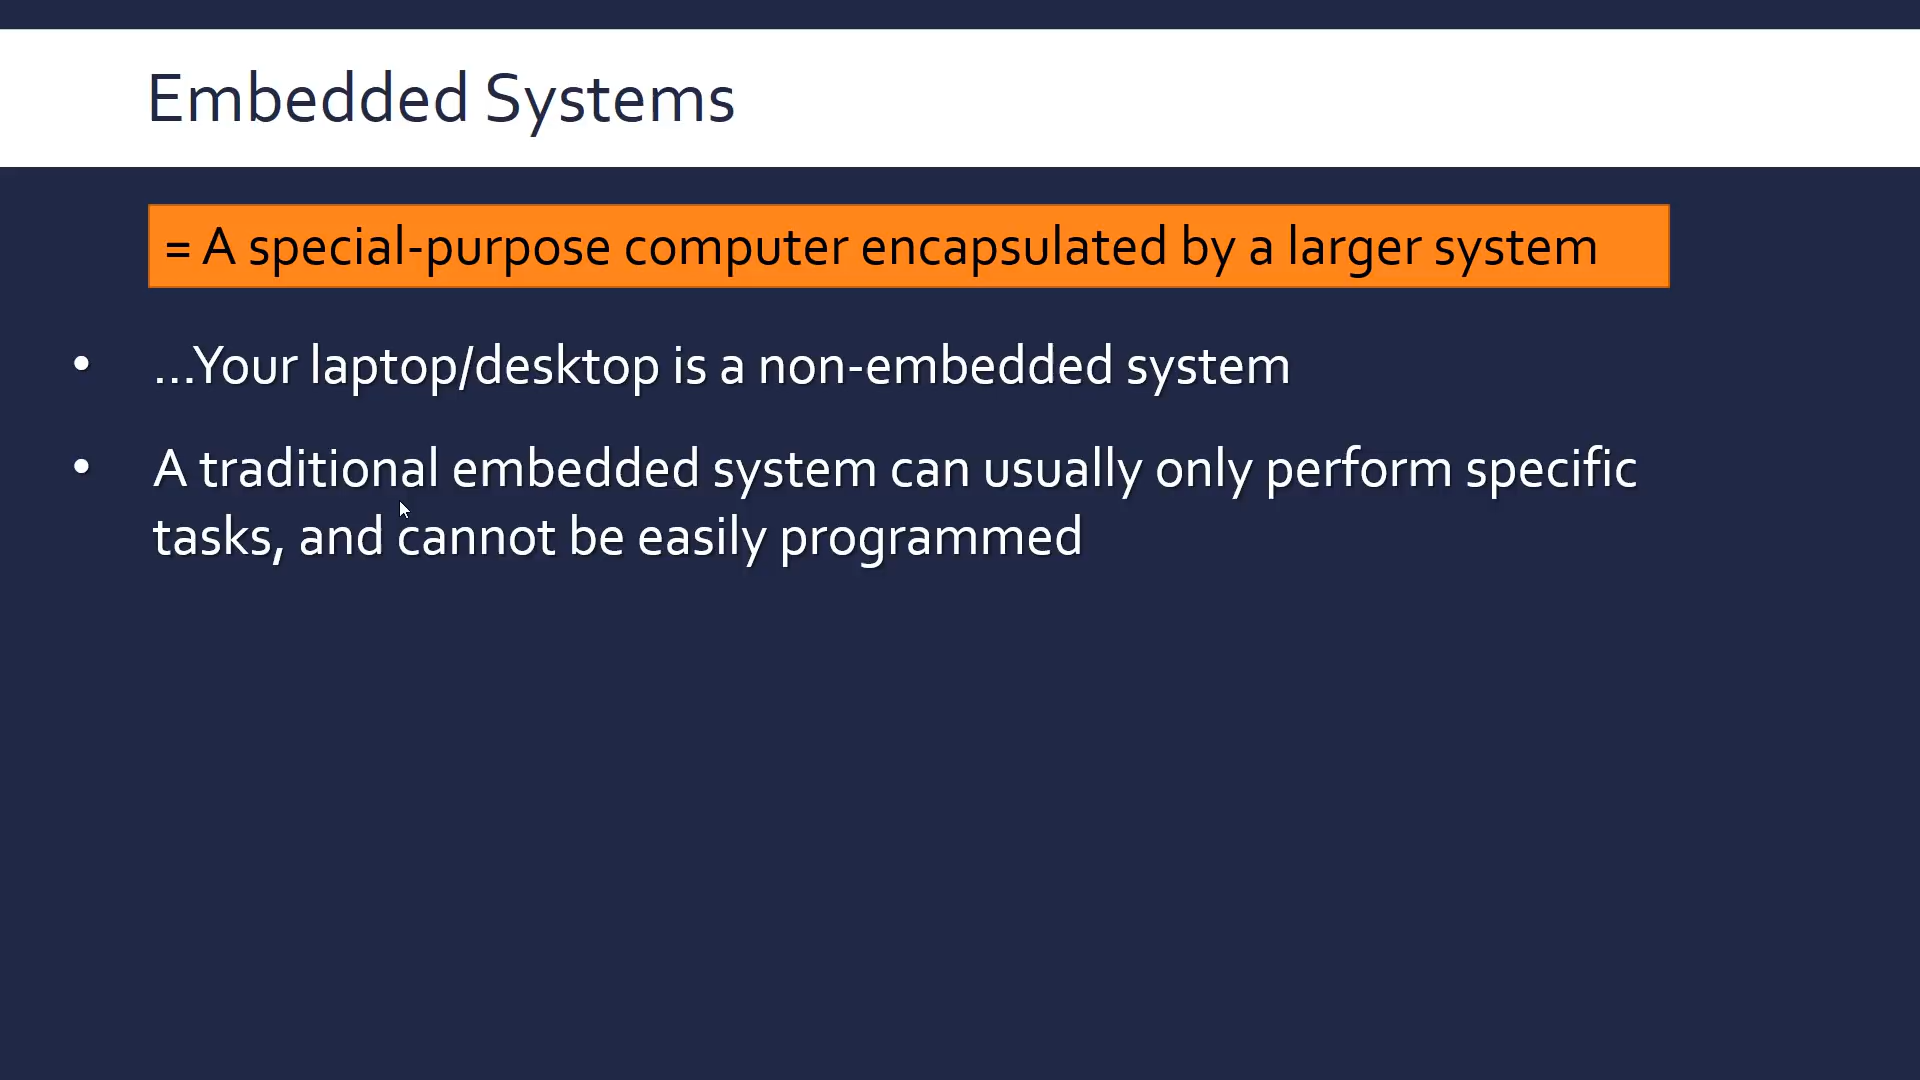 Embedded Systems
= A special-purpose computer encapsulated by a larger system
• ...Your laptop/desktop is a non-embedded system
• A traditional embedded system can usually only perform specific
tasks, and cannot be easily programmed